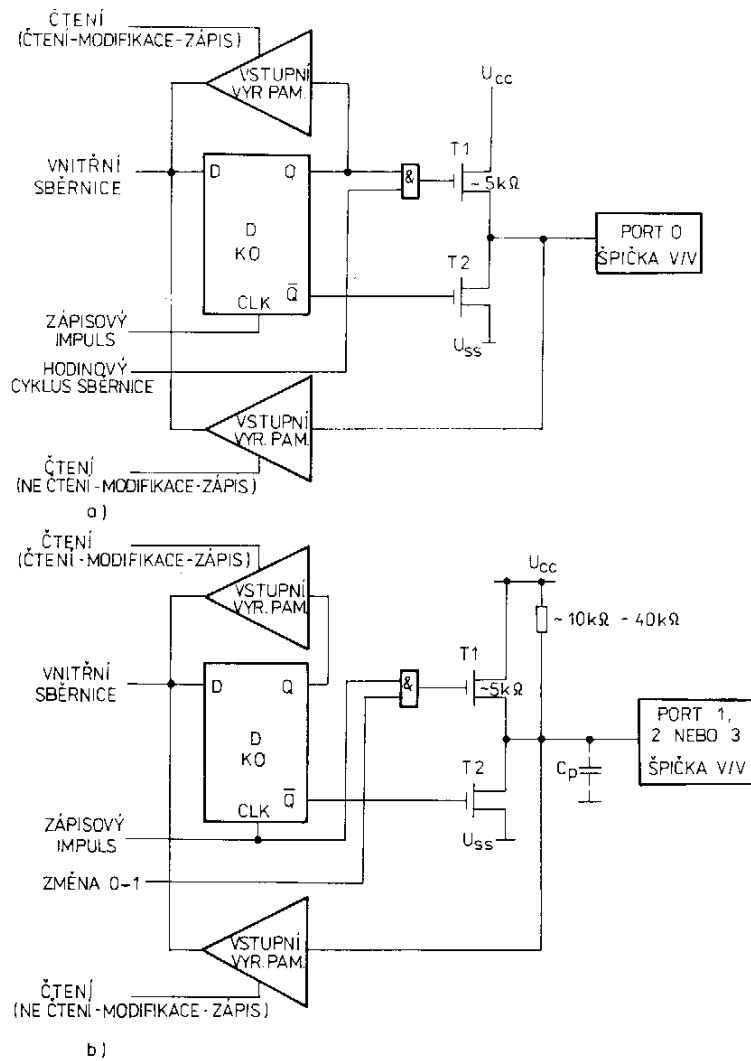 ČTENÍ
(ČTENÍ-MODIFIKACE-ZÁPIS)
VSTUPNÍ
VYR PAM.
UCC
VNITŘNÍ
SBĚRNICE
D
Q
&
T1
~5kΩ
D
KO
PORT 0
ŠPIČKA V/V
T2
CLK
Q̅
ZÁPISOVÝ
IMPULS
USS
HODINOVÝ
CYKLUS SBĚRNICE
VSTUPNÍ
VYR. PAM.
ČTENÍ
(NE ČTENÍ-MODIFIKACE-ZÁPIS)
a)
ČTENÍ
(ČTENÍ-MODIFIKACE-ZÁPIS)
VSTUPNÍ
VYR. PAM.
UCC
~10kΩ - 40kΩ
VNITŘNÍ
SBĚRNICE
D
Q
&
T1
~5kΩ
D
KO
PORT 1,
2 NEBO 3
ŠPIČKA V/V
T2
Cp
CLK
Q̅
ZÁPISOVÝ
IMPULS
USS
ZMĚNA 0-1
VSTUPNÍ
VYR. PAM.
ČTENÍ
(NE ČTENÍ-MODIFIKACE-ZÁPIS)
b)